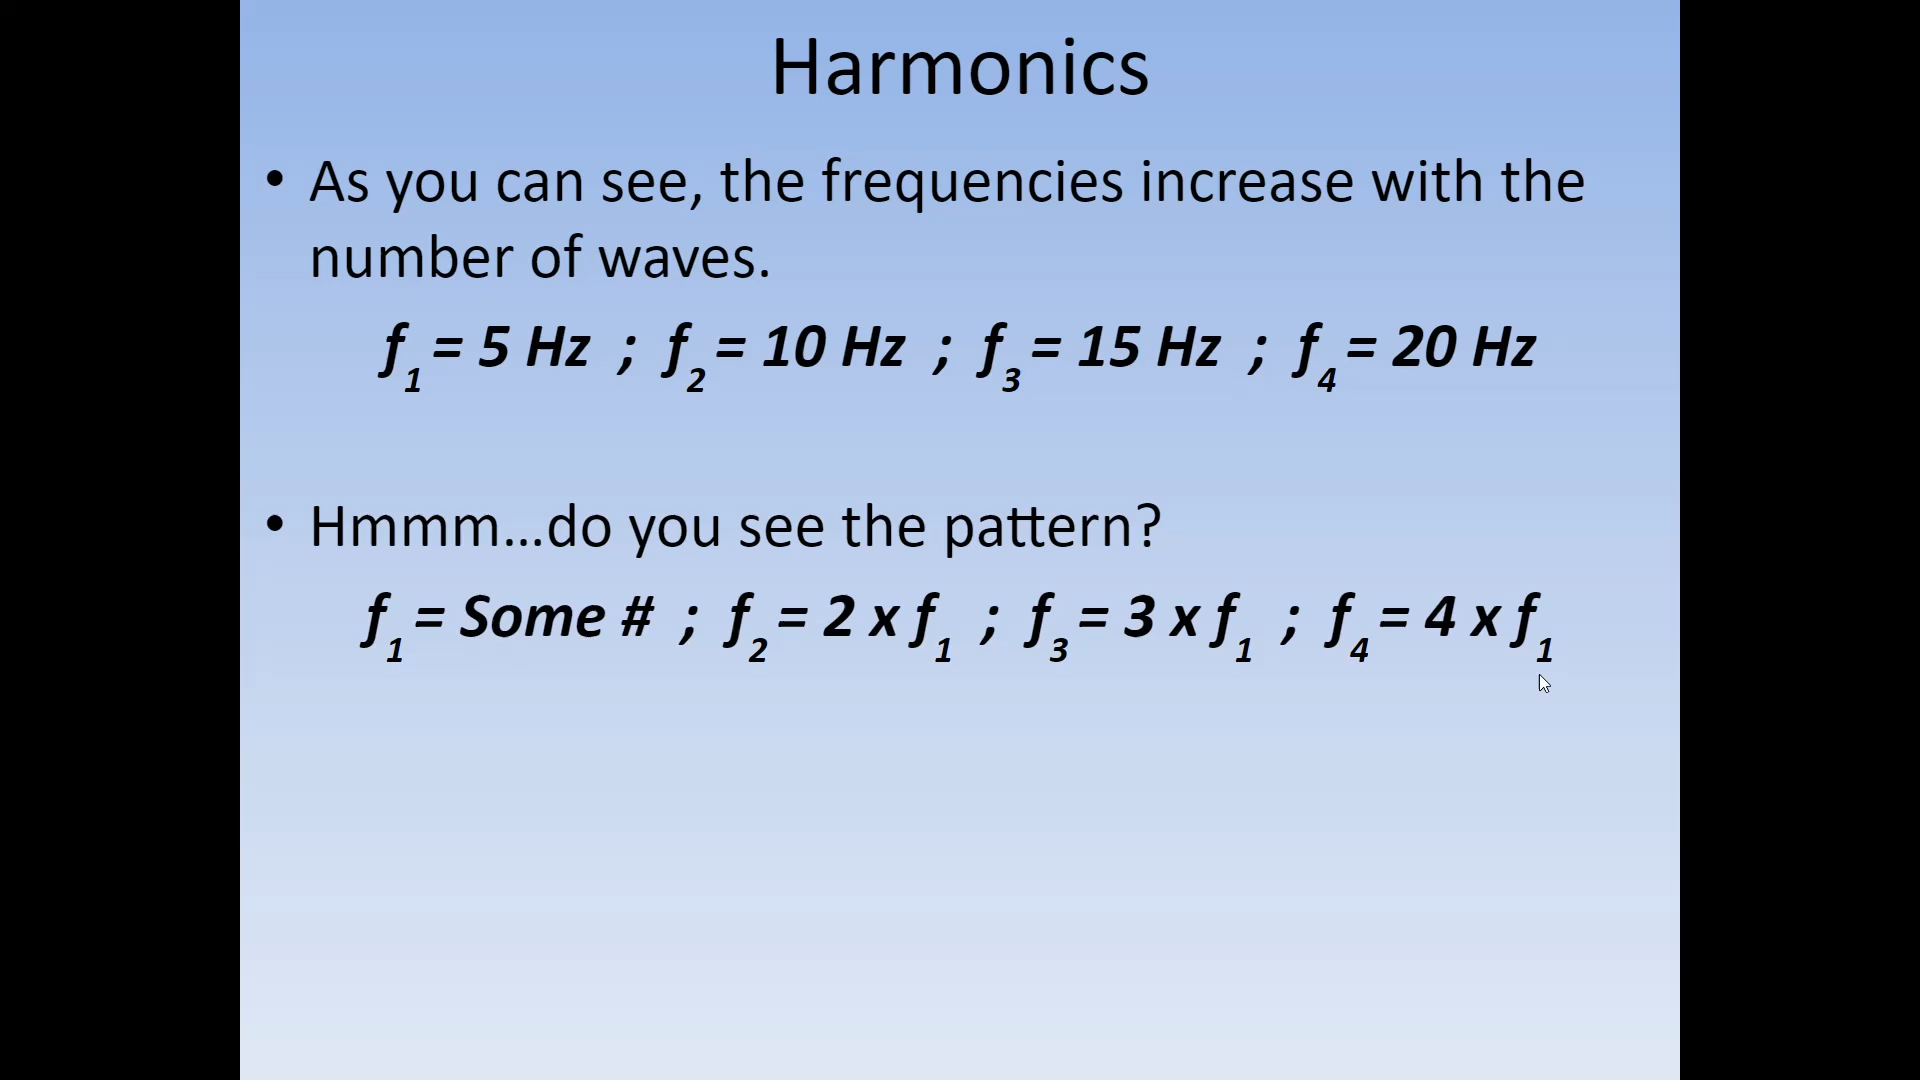 Harmonics
• As you can see, the frequencies increase with the
number of waves.
f₁ = 5 Hz ; f₂ = 10 Hz ; f₃ = 15 Hz ; f₄ = 20 Hz
• Hmmm...do you see the pattern?
f₁ = Some # ; f₂ = 2 x f₁ ; f₃ = 3 x f₁ ; f₄ = 4 x f₁